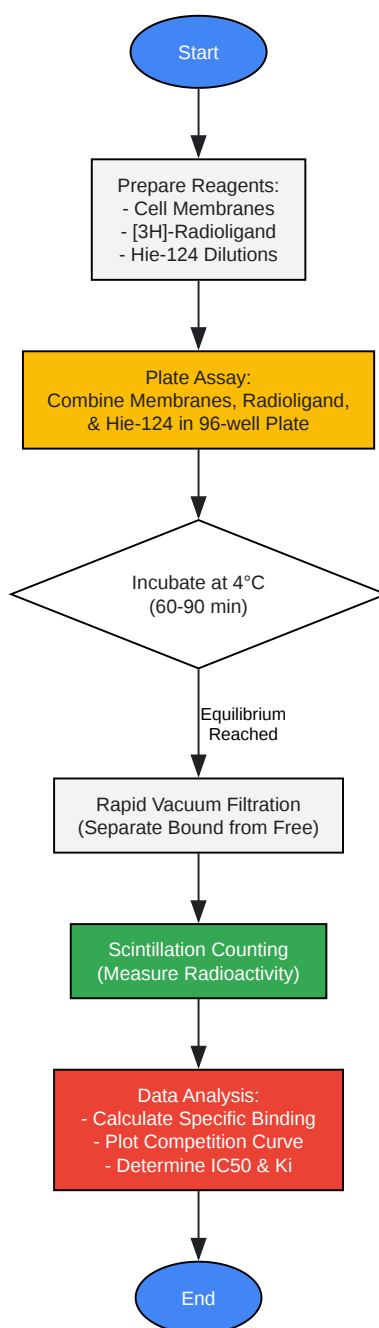 Start
Prepare Reagents:
- Cell Membranes
- [3H]-Radioligand
- Hie-124 Dilutions
Plate Assay:
Combine Membranes, Radioligand,
& Hie-124 in 96-well Plate
Incubate at 4°C
(60-90 min)
Equilibrium
Reached
Rapid Vacuum Filtration
(Separate Bound from Free)
Scintillation Counting
(Measure Radioactivity)
Data Analysis:
- Calculate Specific Binding
- Plot Competition Curve
- Determine IC50 & Ki
End